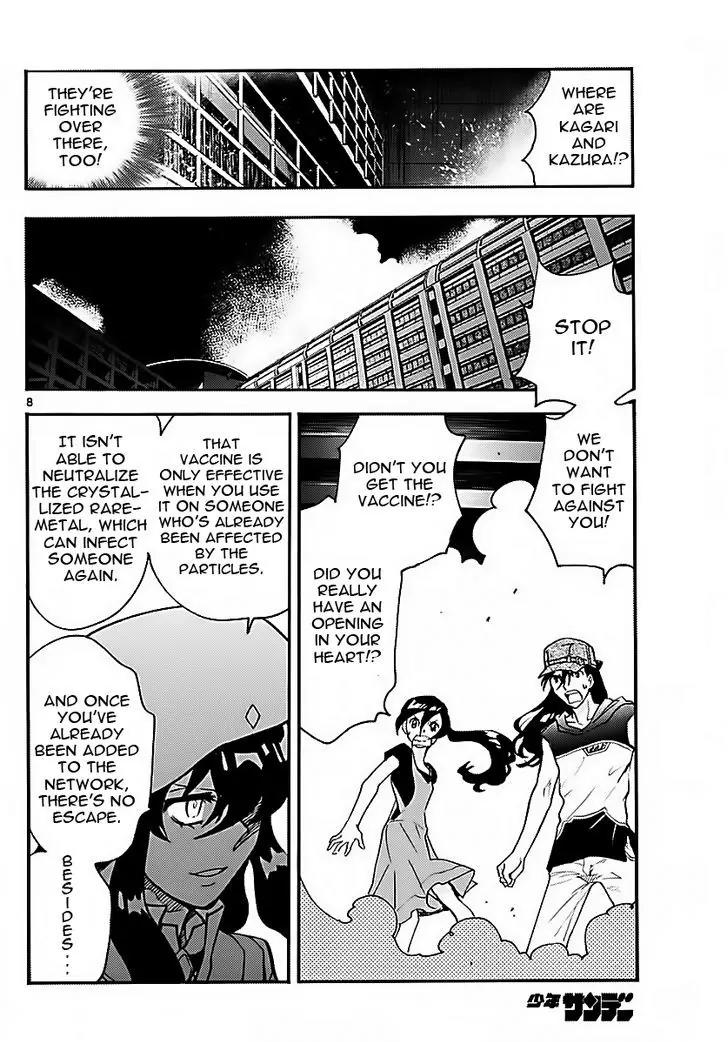 WHERE
ARE
KAGARI
AND
KAZURA!?
THEY'RE
FIGHTING
OVER
THERE,
TOO!
STOP
IT!
8
WE
DON'T
WANT
TO FIGHT
AGAINST
YOU!
DIDN'T YOU
GET THE
VACCINE!?
DID YOU
REALLY
HAVE AN
OPENING
IN YOUR
HEART!?
THAT
VACCINE IS
ONLY EFFECTIVE
WHEN YOU USE
IT ON SOMEONE
WHO'S ALREADY
BEEN AFFECTED
BY THE
PARTICLES.
IT ISN'T
ABLE TO
NEUTRALIZE
THE CRYSTAL-
LIZED RARE-
METAL, WHICH
CAN INFECT
SOMEONE
AGAIN.
AND ONCE
YOU'VE
ALREADY
BEEN ADDED
TO THE
NETWORK,
THERE'S NO
ESCAPE.
BESIDES...
少年サンデー